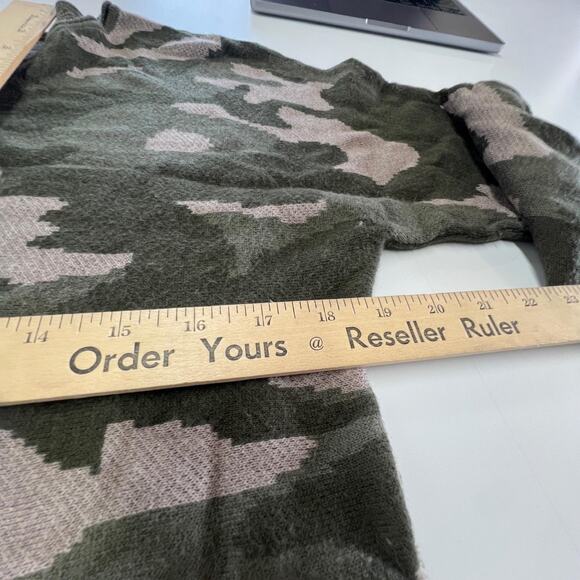 14 15 16 17 18 19 20 21 22 23
Order Yours @ Reseller Ruler